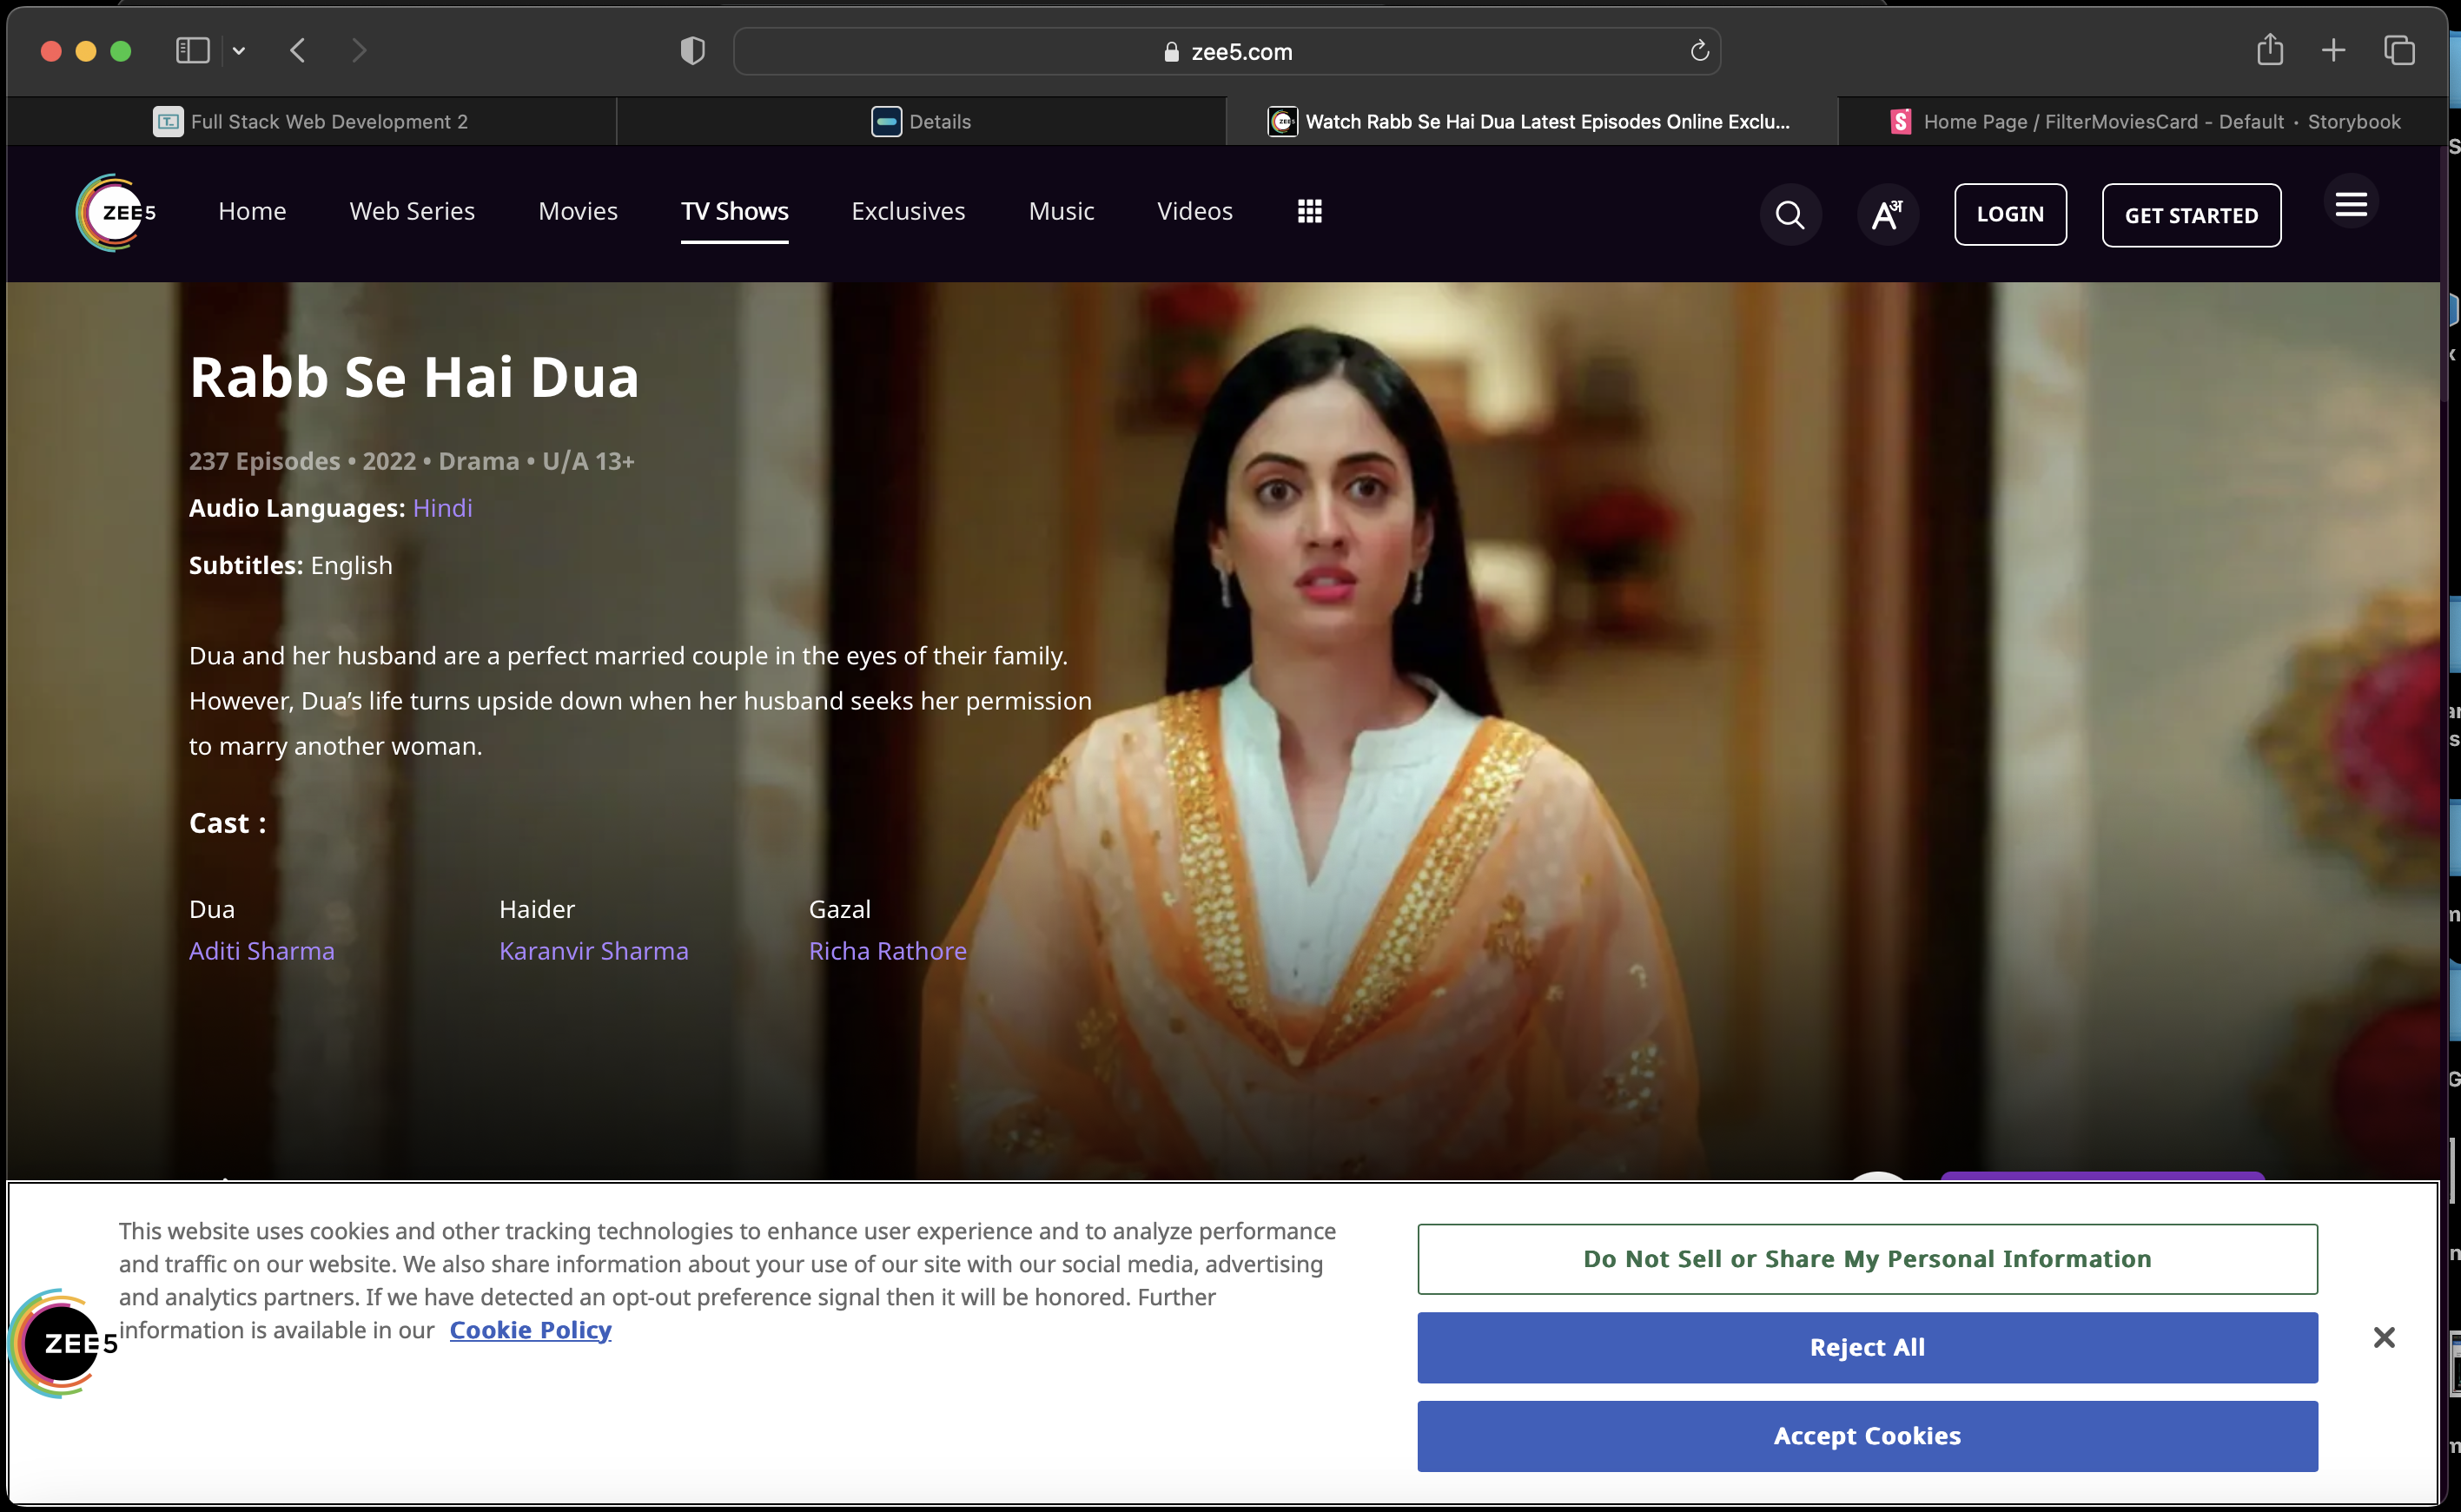 zee5.com
Full Stack Web Development 2
Details
Watch Rabb Se Hai Dua Latest Episodes Online Exclu...
Home Page / FilterMoviesCard - Default · Storybook
ZEE5
Home
Web Series
Movies
TV Shows
Exclusives
Music
Videos
A अ
LOGIN
GET STARTED
Rabb Se Hai Dua
237 Episodes • 2022 • Drama • U/A 13+
Audio Languages: Hindi
Subtitles: English
Dua and her husband are a perfect married couple in the eyes of their family.
However, Dua’s life turns upside down when her husband seeks her permission
to marry another woman.
Cast :
Dua
Aditi Sharma
Haider
Karanvir Sharma
Gazal
Richa Rathore
ZEE5
This website uses cookies and other tracking technologies to enhance user experience and to analyze performance
and traffic on our website. We also share information about your use of our site with our social media, advertising
and analytics partners. If we have detected an opt-out preference signal then it will be honored. Further
information is available in our Cookie Policy
Do Not Sell or Share My Personal Information
Reject All
Accept Cookies